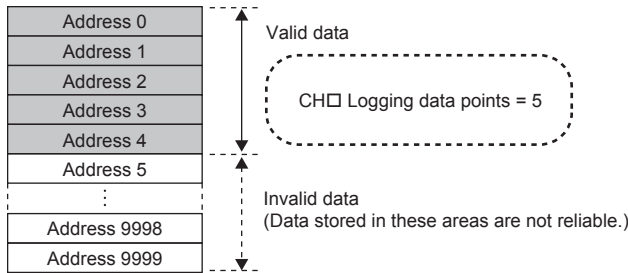 Address 0
Address 1
Address 2
Address 3
Address 4
Address 5
⋮
Address 9998
Address 9999
Valid data
CH□ Logging data points = 5
Invalid data
(Data stored in these areas are not reliable.)